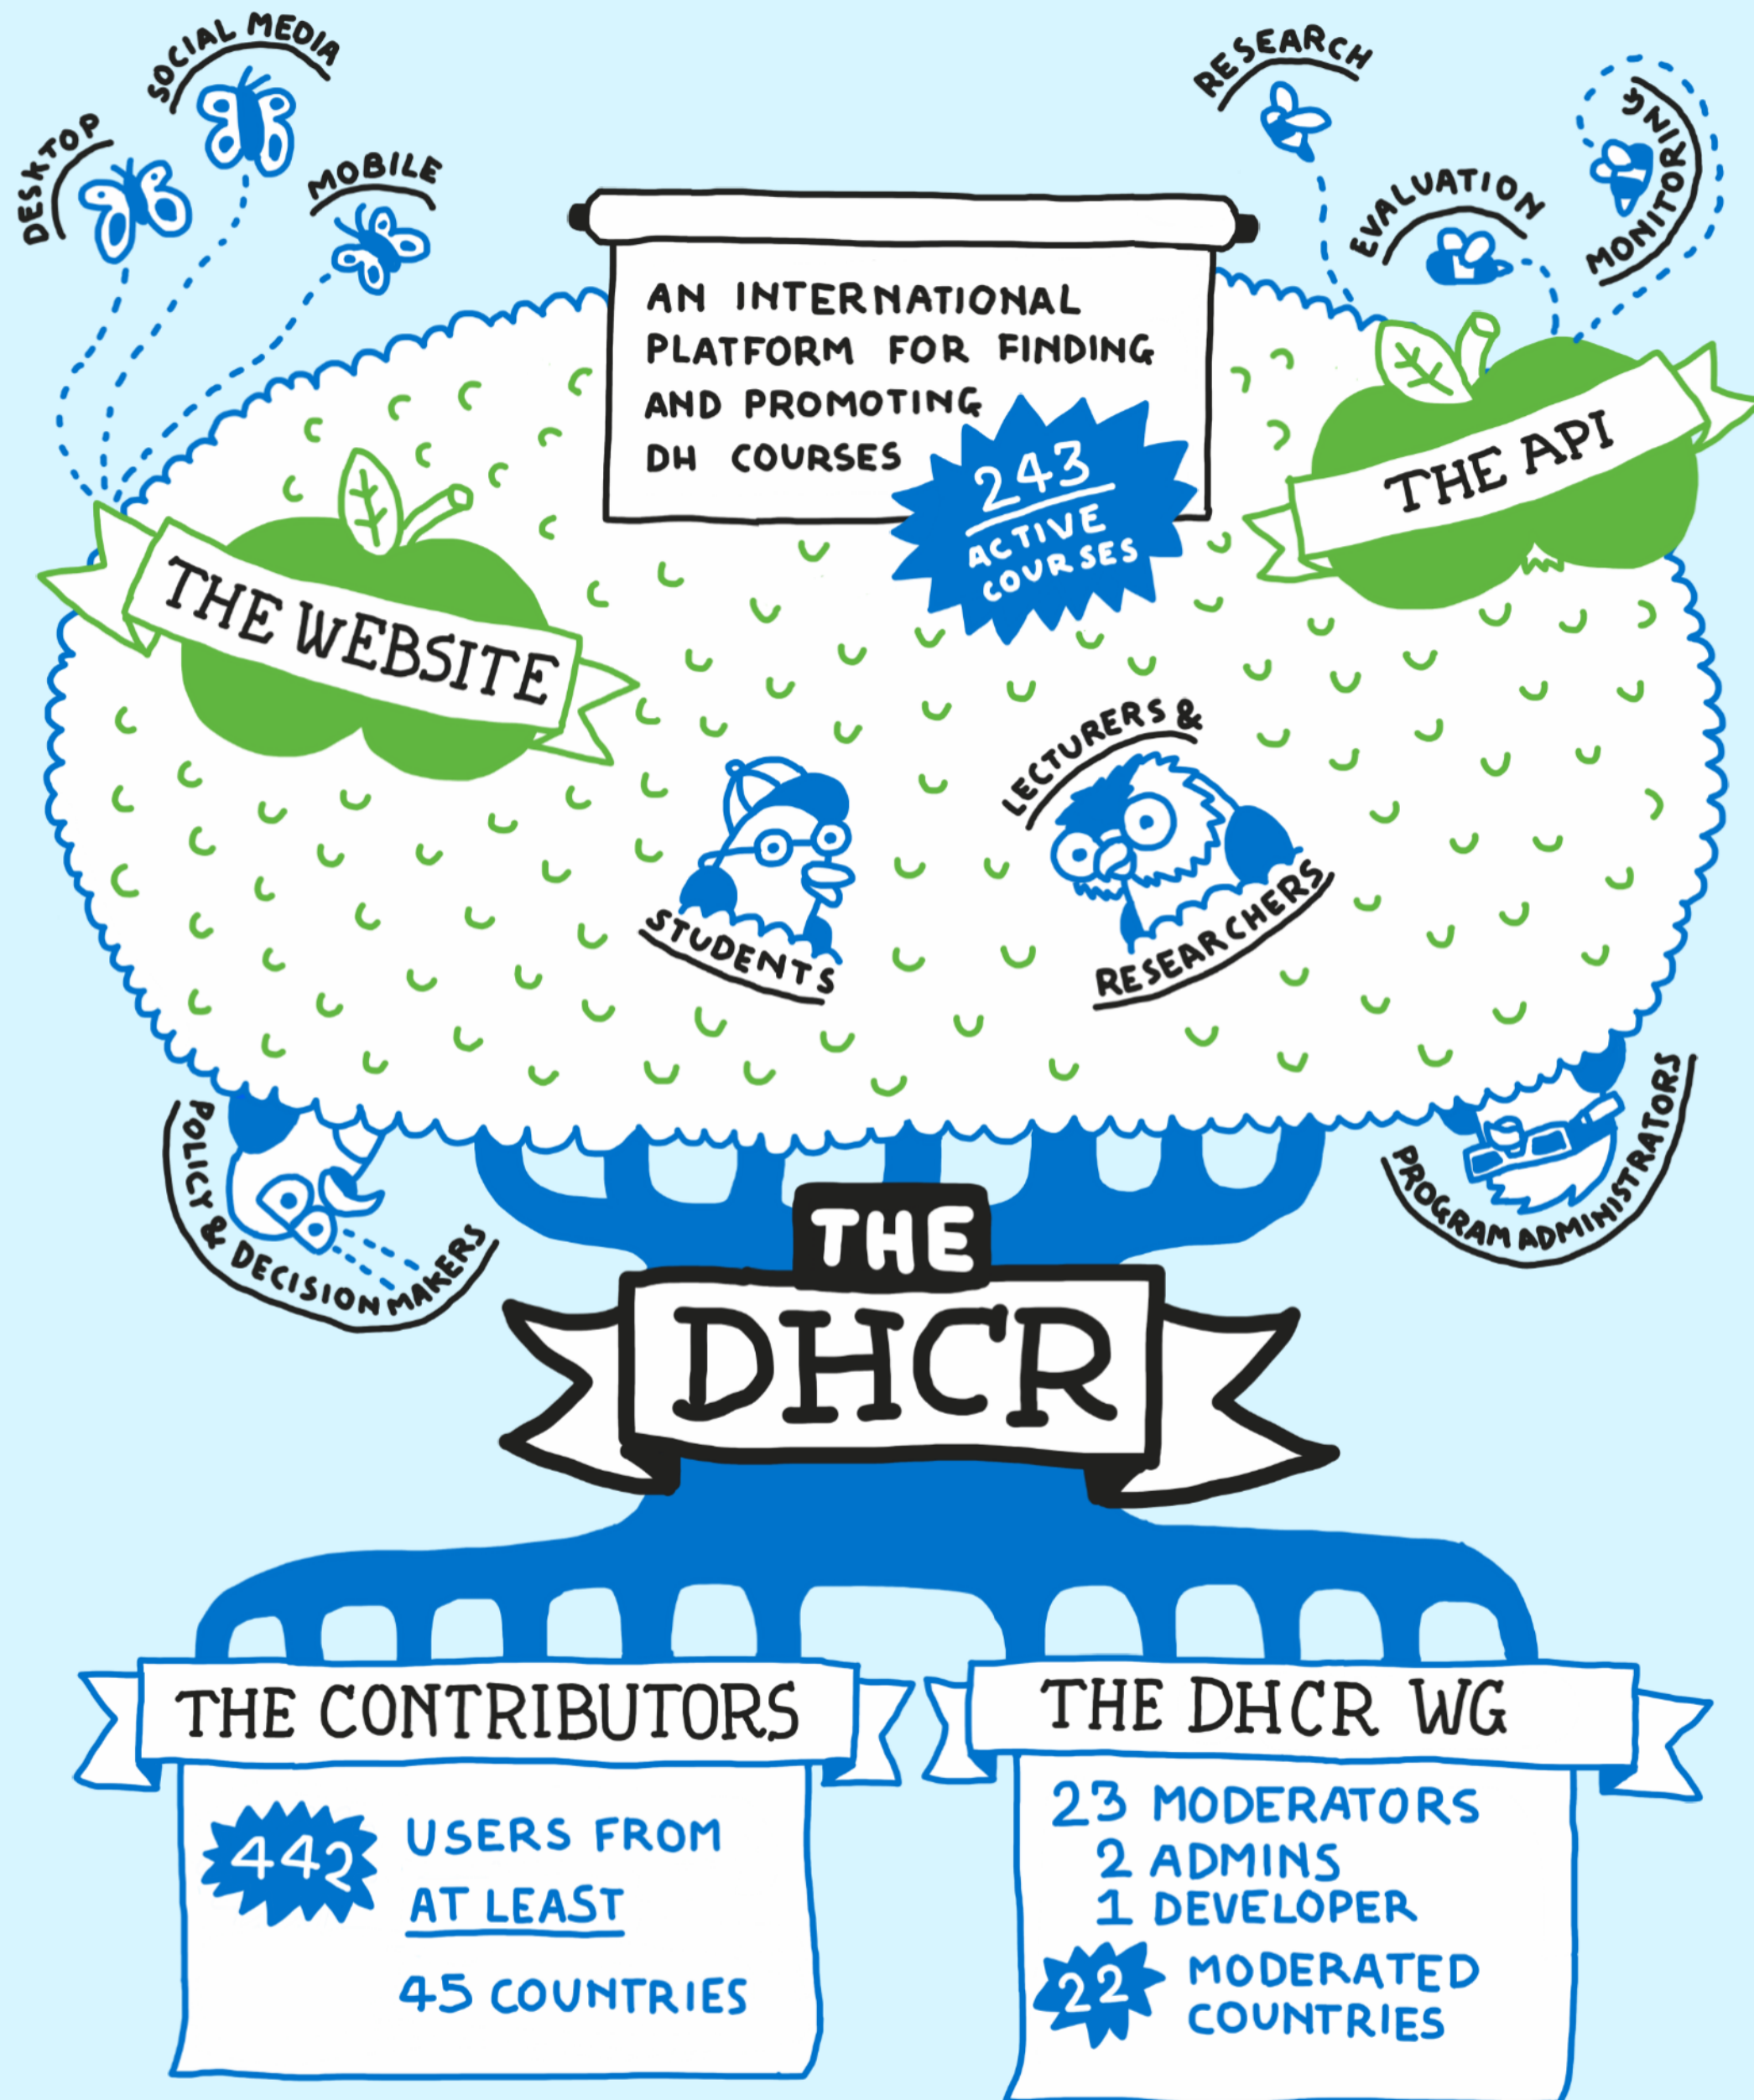 DESKTOP
SOCIAL MEDIA
MOBILE
RESEARCH
EVALUATION
MONITORING
AN INTERNATIONAL
PLATFORM FOR FINDING
AND PROMOTING
DH COURSES
243
ACTIVE
COURSES
THE API
THE WEBSITE
STUDENTS
LECTURERS &
RESEARCHERS
POLICY & DECISION MAKERS
PROGRAM ADMINISTRATORS
THE
DHCR
THE CONTRIBUTORS
442 USERS FROM
AT LEAST
45 COUNTRIES
THE DHCR WG
23 MODERATORS
2 ADMINS
1 DEVELOPER
22 MODERATED
COUNTRIES